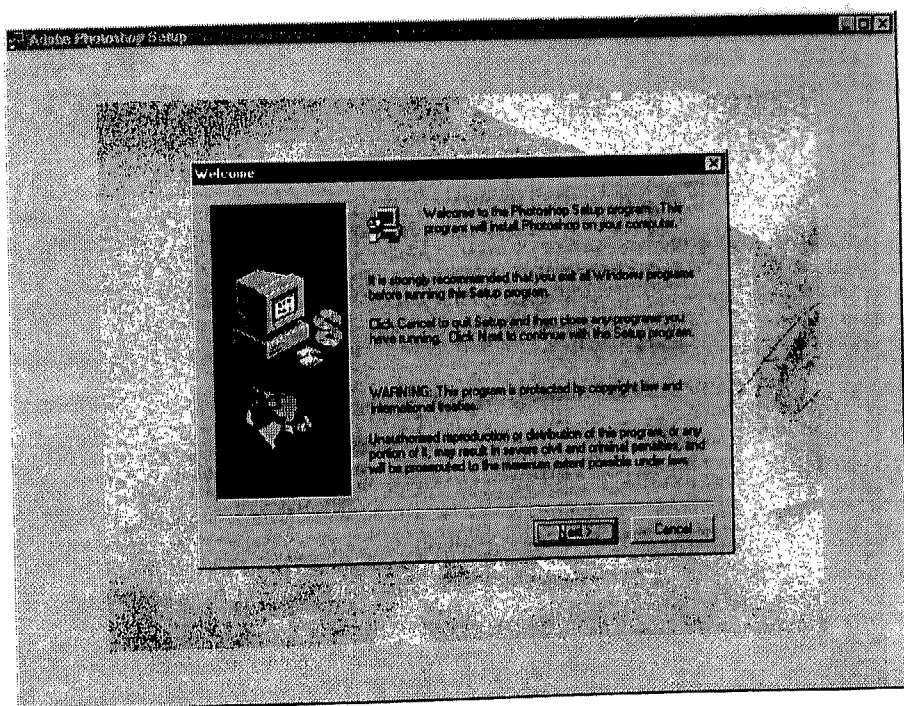 Adobe Photoshop Setup
Welcome
Welcome to the Photoshop Setup program. This
program will install Photoshop on your computer.
It is strongly recommended that you exit all Windows programs
before running this Setup program.
Click Cancel to quit Setup and then close any programs you
have running. Click Next to continue with the Setup program.
WARNING: This program is protected by copyright law and
international treaties.
Unauthorized reproduction or distribution of this program, or any
portion of it, may result in severe civil and criminal penalties, and
will be prosecuted to the maximum extent possible under law.
Next >
Cancel